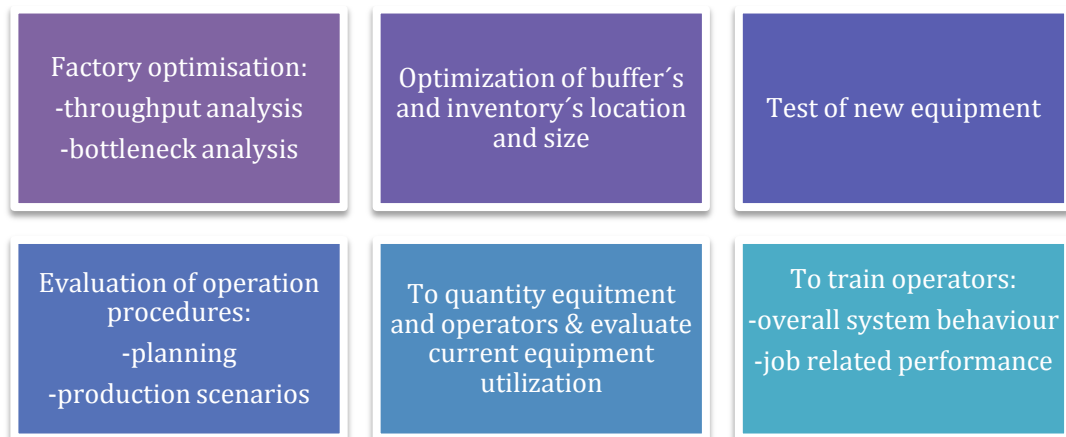 Factory optimisation:
-throughput analysis
-bottleneck analysis
Optimization of buffer´s
and inventory´s location
and size
Test of new equipment
Evaluation of operation
procedures:
-planning
-production scenarios
To quantity equitment
and operators & evaluate
current equipment
utilization
To train operators:
-overall system behaviour
-job related performance